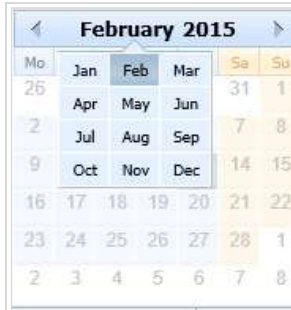 February 2015
Mo Sa Su
Jan Feb Mar
26 31 1
Apr May Jun
2 7 8
Jul Aug Sep
9 14 15
Oct Nov Dec
16 17 18 19 20 21 22
23 24 25 26 27 28 1
2 3 4 5 6 7 8